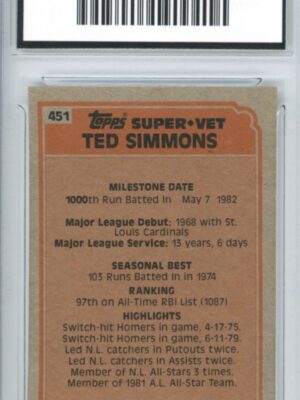 451
Topps SUPER•VET
TED SIMMONS
MILESTONE DATE
1000th Run Batted In May 7 1982
Major League Debut: 1968 with St.
Louis Cardinals
Major League Service: 13 years, 6 days
SEASONAL BEST
103 Runs Batted In in 1974
RANKING
97th on All-Time RBI List (1087)
HIGHLIGHTS
Switch-hit Homers in game, 4-17-75.
Switch-hit Homers in game, 6-11-79.
Led N.L. catchers in Putouts twice.
Led N.L. catchers in Assists twice.
Member of N.L. All-Stars 3 times.
Member of 1981 A.L. All-Star Team.